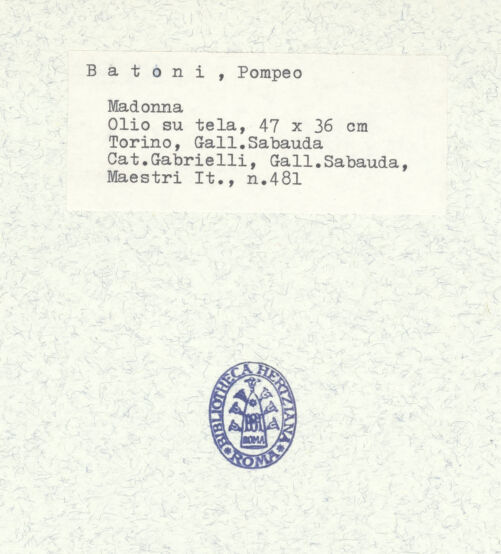 Batoni, Pompeo
Madonna
Olio su tela, 47 x 36 cm
Torino, Gall.Sabauda
Cat.Gabrielli, Gall.Sabauda,
Maestri It., n.481
BIBLIOTHECA HERTZIANA
ROMA
ROMA